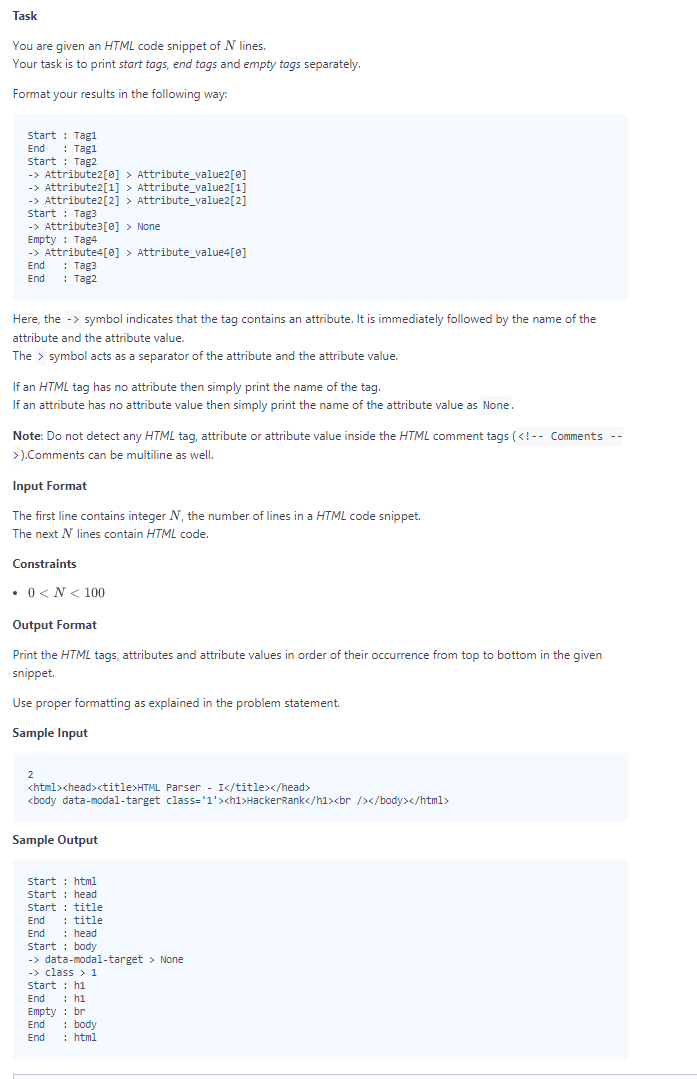 Task
You are given an HTML code snippet of N lines.
Your task is to print start tags, end tags and empty tags separately.
Format your results in the following way:
Start : Tag1
End   : Tag1
Start : Tag2
-> Attribute2[0] > Attribute_value2[0]
-> Attribute2[1] > Attribute_value2[1]
-> Attribute2[2] > Attribute_value2[2]
Start : Tag3
-> Attribute3[0] > None
Empty : Tag4
-> Attribute4[0] > Attribute_value4[0]
End   : Tag3
End   : Tag2
Here, the -> symbol indicates that the tag contains an attribute. It is immediately followed by the name of the
attribute and the attribute value.
The > symbol acts as a separator of the attribute and the attribute value.
If an HTML tag has no attribute then simply print the name of the tag.
If an attribute has no attribute value then simply print the name of the attribute value as None.
Note: Do not detect any HTML tag, attribute or attribute value inside the HTML comment tags (<!-- Comments --
>).Comments can be multiline as well.
Input Format
The first line contains integer N, the number of lines in a HTML code snippet.
The next N lines contain HTML code.
Constraints
• 0 < N < 100
Output Format
Print the HTML tags, attributes and attribute values in order of their occurrence from top to bottom in the given
snippet.
Use proper formatting as explained in the problem statement.
Sample Input
2
<html><head><title>HTML Parser - I</title></head>
<body data-modal-target class='1'><h1>HackerRank</h1><br /></body></html>
Sample Output
Start : html
Start : head
Start : title
End   : title
End   : head
Start : body
-> data-modal-target > None
-> class > 1
Start : h1
End   : h1
Empty : br
End   : body
End   : html